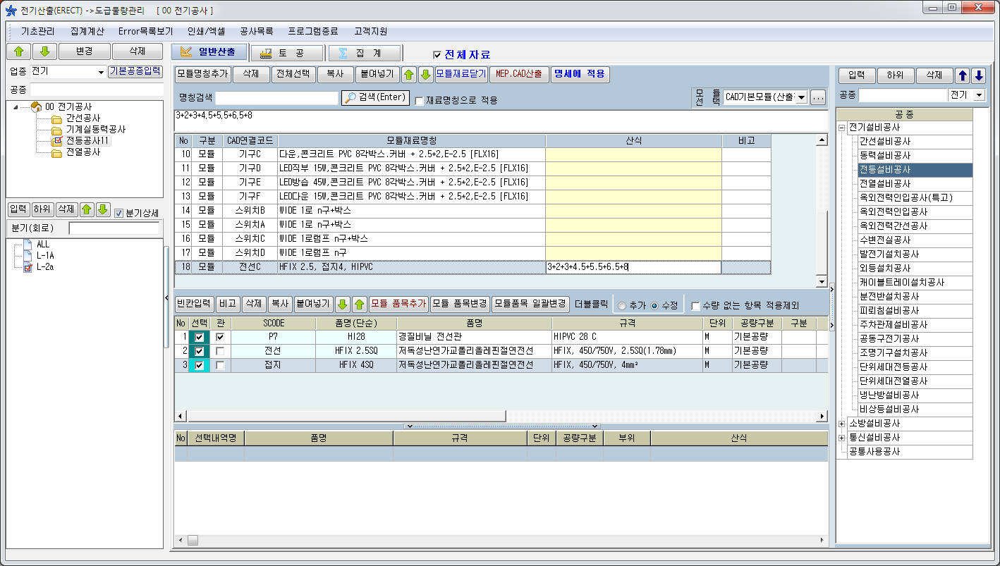 전기산출(ERECT) ->도급물량관리 [ 00 전기공사 ]
기초관리 집계계산 Error목록보기 인쇄/엑셀 공사목록 프로그램종료 고객지원
변경 삭제
업종 전기 기본공종입력
공종
00 전기공사
간선공사
기계실동력공사
전등공사11
전열공사
입력 하위 삭제 분기상세
분기(회로)
ALL
L-1A
L-2a
일반산출 토 공 집 계 전체자료
모듈명칭추가 삭제 전체선택 복사 붙여넣기 모듈재료닫기 MEP.CAD산출 명세에 적용
명칭검색 검색(Enter) 재료명칭으로 적용 모 듈 선 택 CAD기본모듈(산출 ...
3+2+3+4.5+5.5+6.5+8
No 구분 CAD연결코드 모듈재료명칭 산식 비고
10 모듈 기구C 다운,콘크리트 PVC 8각박스.커버 + 2.5*2,E-2.5 [FLX16]
11 모듈 기구D LED직부 15W,콘크리트 PVC 8각박스.커버 + 2.5*2,E-2.5 [FLX16]
12 모듈 기구E LED방습 45W,콘크리트 PVC 8각박스.커버 + 2.5*2,E-2.5 [FLX16]
13 모듈 기구F LED다운 15W,콘크리트 PVC 8각박스.커버 + 2.5*2,E-2.5 [FLX16]
14 모듈 스위치B WIDE 1로 n구+박스
15 모듈 스위치A WIDE 1로 n구+박스
16 모듈 스위치C WIDE 1로램프 n구+박스
17 모듈 스위치D WIDE 1로램프 n구
18 모듈 전선C HFIX 2.5, 접지4, HIPVC 3+2+3+4.5+5.5+6.5+8
빈칸입력 비고 삭제 복사 붙여넣기 모듈 품목추가 모듈 품목변경 모듈품목 일괄변경 더블클릭 추가 수정 수량 없는 항목 적용제외
No 선택 관 SCODE 품명(단순) 품명 규격 단위 공량구분 구분
1 P7 HI28 경질비닐 전선관 HIPVC 28 C M 기본공량
2 전선 HFIX 2.5SQ 저독성난연가교폴리올레핀절연전선 HFIX, 450/750V, 2.5SQ(1.78mm) M 기본공량
3 접지 HFIX 4SQ 저독성난연가교폴리올레핀절연전선 HFIX, 450/750V, 4mm² M 기본공량
No 선택내역명 품명 규격 단위 공량구분 부위 산식
입력 하위 삭제
공종 전기
공 종
전기설비공사
간선설비공사
동력설비공사
전등설비공사
전열설비공사
옥외전력인입공사(특고)
옥외전력인입공사
옥외전력간선공사
수변전실공사
발전기설치공사
외등설치공사
캐이블트레이설치공사
분전반설치공사
피뢰침설비공사
주차관제설비공사
공동구전기공사
조명기구설치공사
단위세대전등공사
단위세대전열공사
냉난방설비공사
비상등설비공사
소방설비공사
통신설비공사
공통사용공사